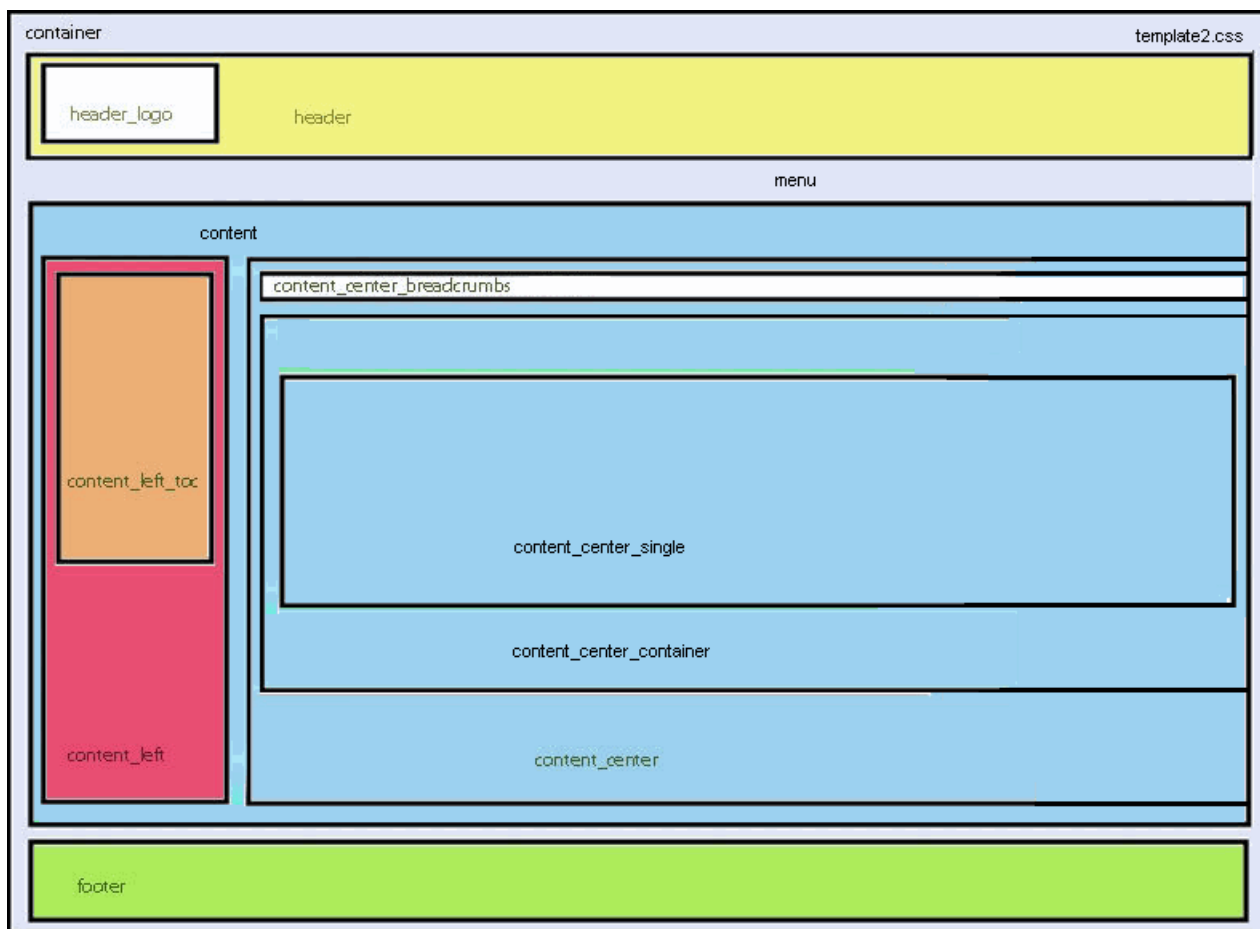 container
template2.css
header_logo
header
menu
content
content_center_breadcrumbs
content_left_toc
content_center_single
content_center_container
content_left
content_center
footer